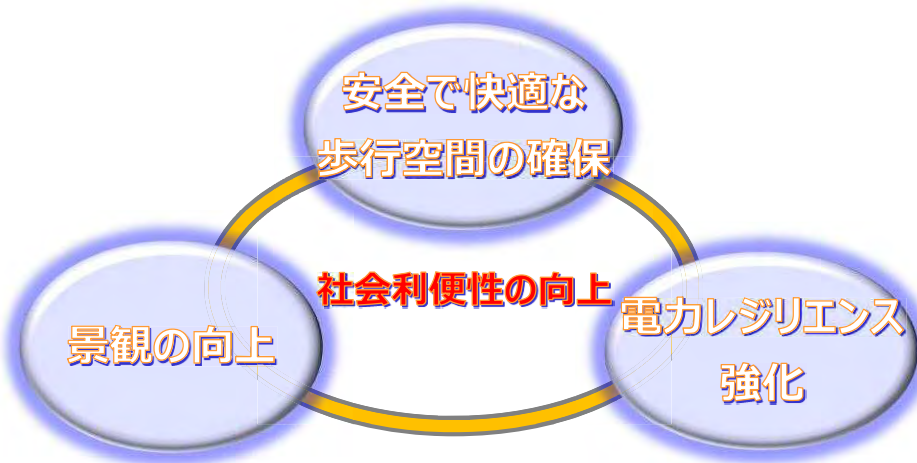 安全で快適な
歩行空間の確保
社会利便性の向上
景観の向上
電力レジリエンス
強化